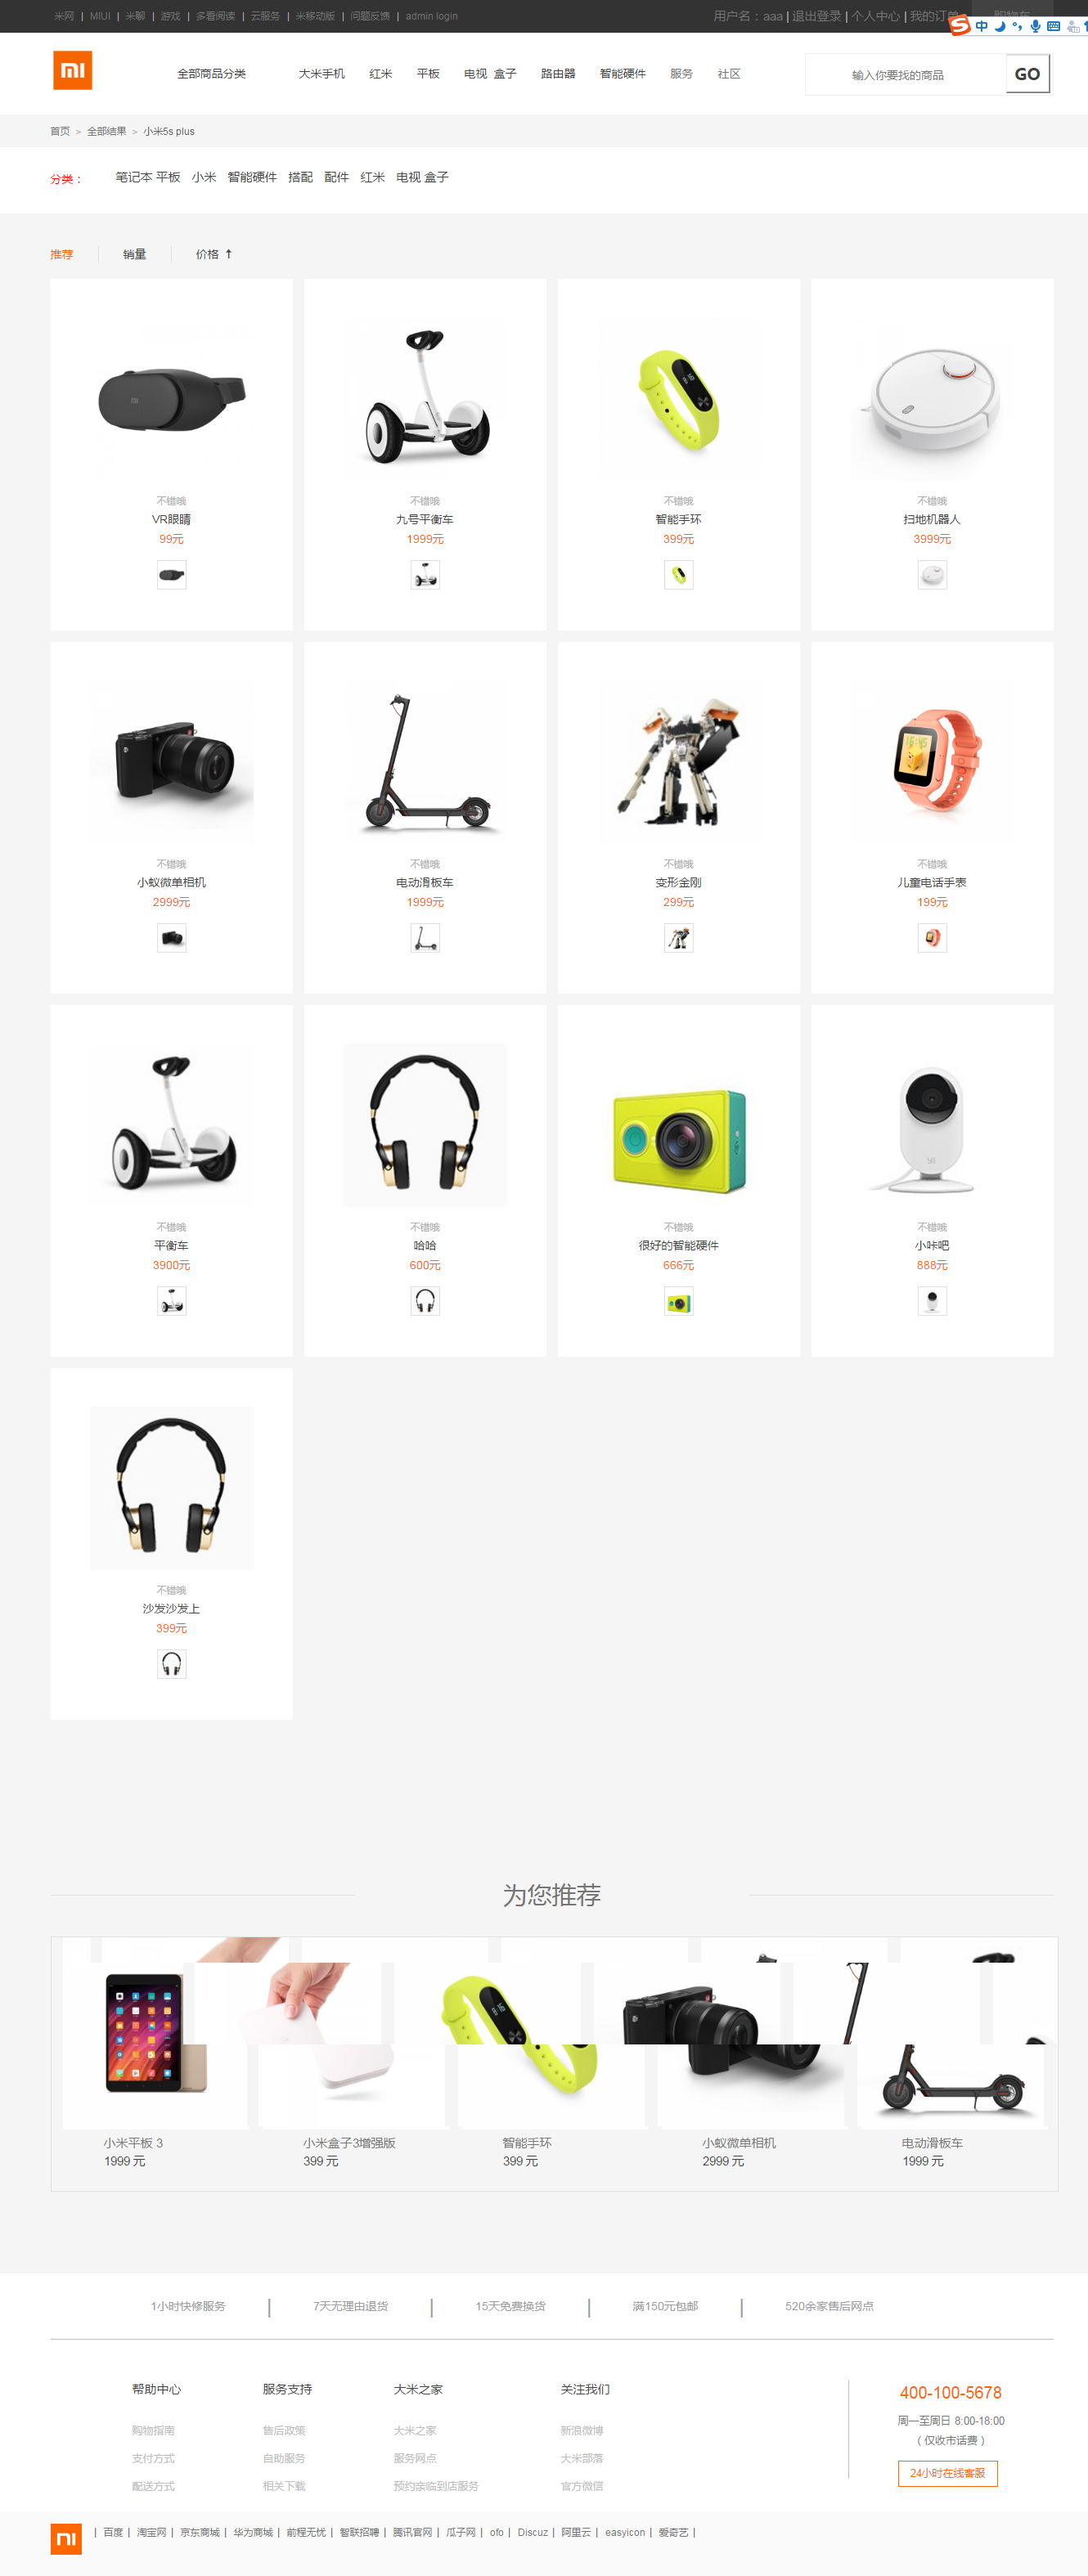 米网 | MIUI | 米聊 | 游戏 | 多看阅读 | 云服务 | 米移动版 | 问题反馈 | admin login
用户名：aaa | 退出登录 | 个人中心 | 我的订单
中
全部商品分类 大米手机 红米 平板 电视 盒子 路由器 智能硬件 服务 社区
输入你要找的商品 GO
首页 > 全部结果 > 小米5s plus
分类： 笔记本 平板 小米 智能硬件 搭配 配件 红米 电视 盒子
推荐 销量 价格 ↑
不错哦 不错哦 不错哦 不错哦
VR眼睛 九号平衡车 智能手环 扫地机器人
99元 1999元 399元 3999元
不错哦 不错哦 不错哦 不错哦
小蚁微单相机 电动滑板车 变形金刚 儿童电话手表
2999元 1999元 299元 199元
不错哦 不错哦 不错哦 不错哦
平衡车 哈哈 很好的智能硬件 小咔吧
3900元 600元 666元 888元
不错哦
沙发沙发上
399元
为您推荐
小米平板 3 小米盒子3增强版 智能手环 小蚁微单相机 电动滑板车
1999 元 399 元 399 元 2999 元 1999 元
1小时快修服务 | 7天无理由退货 | 15天免费换货 | 满150元包邮 | 520余家售后网点
帮助中心 服务支持 大米之家 关注我们
购物指南 售后政策 大米之家 新浪微博
支付方式 自助服务 服务网点 大米部落
配送方式 相关下载 预约亲临到店服务 官方微信
400-100-5678
周一至周日 8:00-18:00
（仅收市话费）
24小时在线客服
| 百度 | 淘宝网 | 京东商城 | 华为商城 | 前程无忧 | 智联招聘 | 腾讯官网 | 瓜子网 | ofo | Discuz | 阿里云 | easyicon | 爱奇艺 |